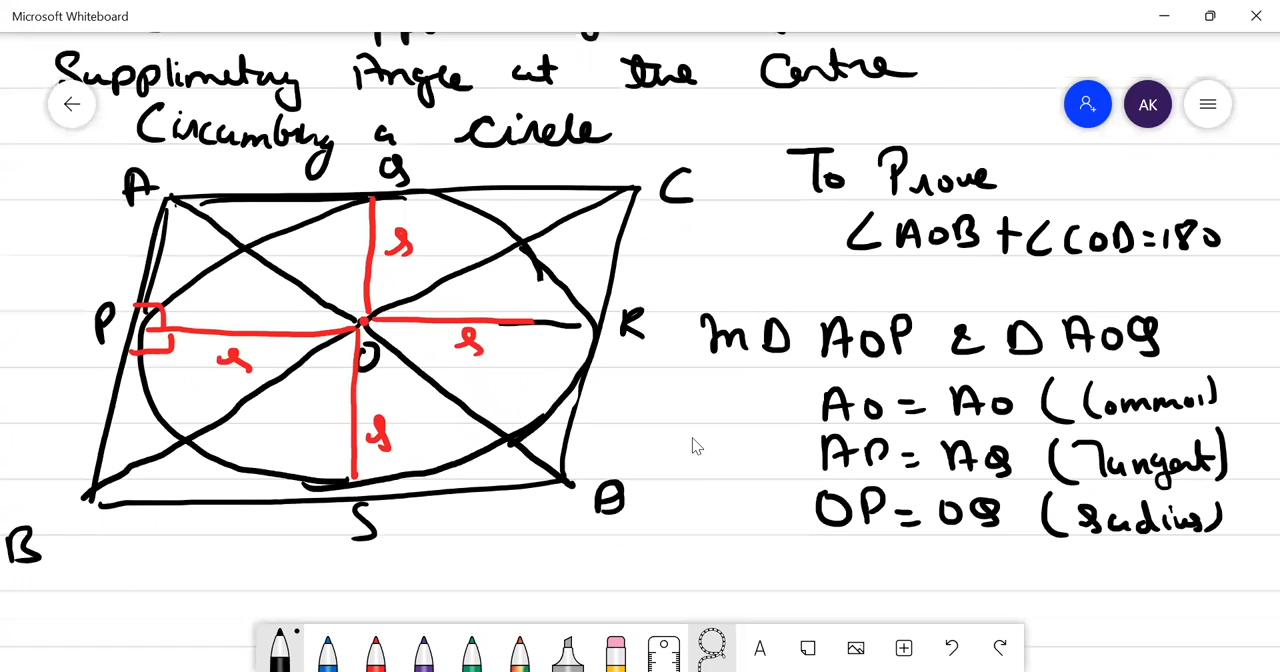 Microsoft Whiteboard
Supplimetry Angle at the Centre
Circumbing a circle
AK
To Prove
∠AOB + ∠COD = 180
A
Q
C
r
P
R
O
r
r
r
B
S
D
In Δ AOP & Δ AOQ
AO = AO (Common)
AP = AQ (Tangent)
OP = OQ (radius)
A